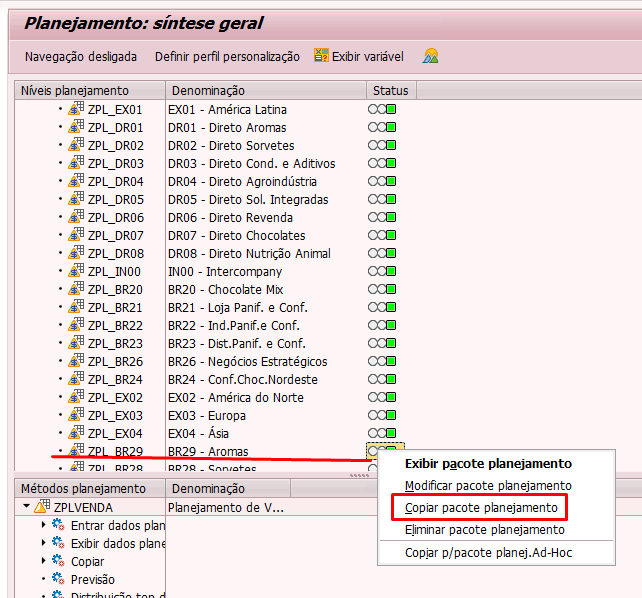 Planejamento: síntese geral
Navegação desligada Definir perfil personalização Exibir variável
Níveis planejamento Denominação Status
ZPL_EX01 EX01 - América Latina
ZPL_DR01 DR01 - Direto Aromas
ZPL_DR02 DR02 - Direto Sorvetes
ZPL_DR03 DR03 - Direto Cond. e Aditivos
ZPL_DR04 DR04 - Direto Agroindústria
ZPL_DR05 DR05 - Direto Sol. Integradas
ZPL_DR06 DR06 - Direto Revenda
ZPL_DR07 DR07 - Direto Chocolates
ZPL_DR08 DR08 - Direto Nutrição Animal
ZPL_IN00 IN00 - Intercompany
ZPL_BR20 BR20 - Chocolate Mix
ZPL_BR21 BR21 - Loja Panif. e Conf.
ZPL_BR22 BR22 - Ind.Panif.e Conf.
ZPL_BR23 BR23 - Dist.Panif. e Conf.
ZPL_BR26 BR26 - Negócios Estratégicos
ZPL_BR24 BR24 - Conf.Choc.Nordeste
ZPL_EX02 EX02 - América do Norte
ZPL_EX03 EX03 - Europa
ZPL_EX04 EX04 - Ásia
ZPL_BR29 BR29 - Aromas
ZPL_BR28 BR28 - Sorvetes
Exibir pacote planejamento
Modificar pacote planejamento
Copiar pacote planejamento
Eliminar pacote planejamento
Copiar p/pacote planej.Ad-Hoc
Métodos planejamento Denominação
ZPLVENDA Planejamento de V...
Entrar dados plan
Exibir dados plane
Copiar
Previsão
Distribuição top d